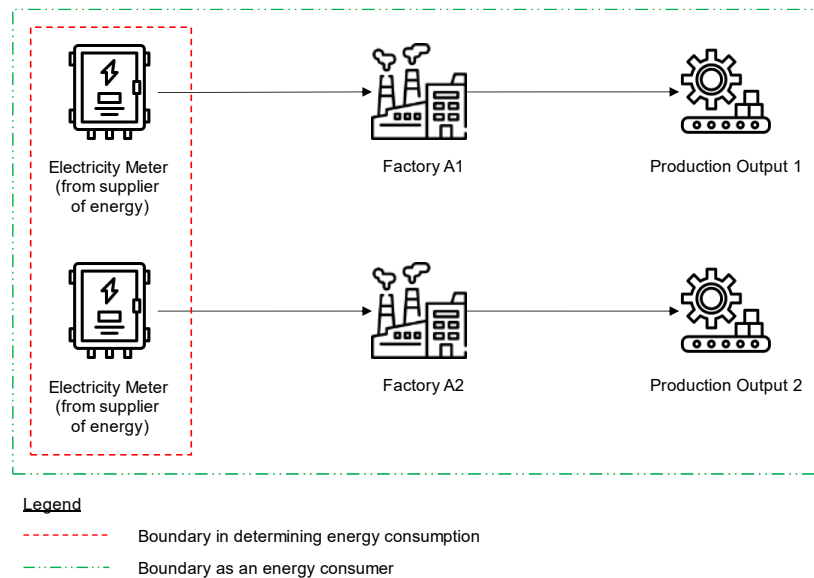 Electricity Meter
(from supplier
of energy)
Factory A1
Production Output 1
Electricity Meter
(from supplier
of energy)
Factory A2
Production Output 2
Legend
Boundary in determining energy consumption
Boundary as an energy consumer